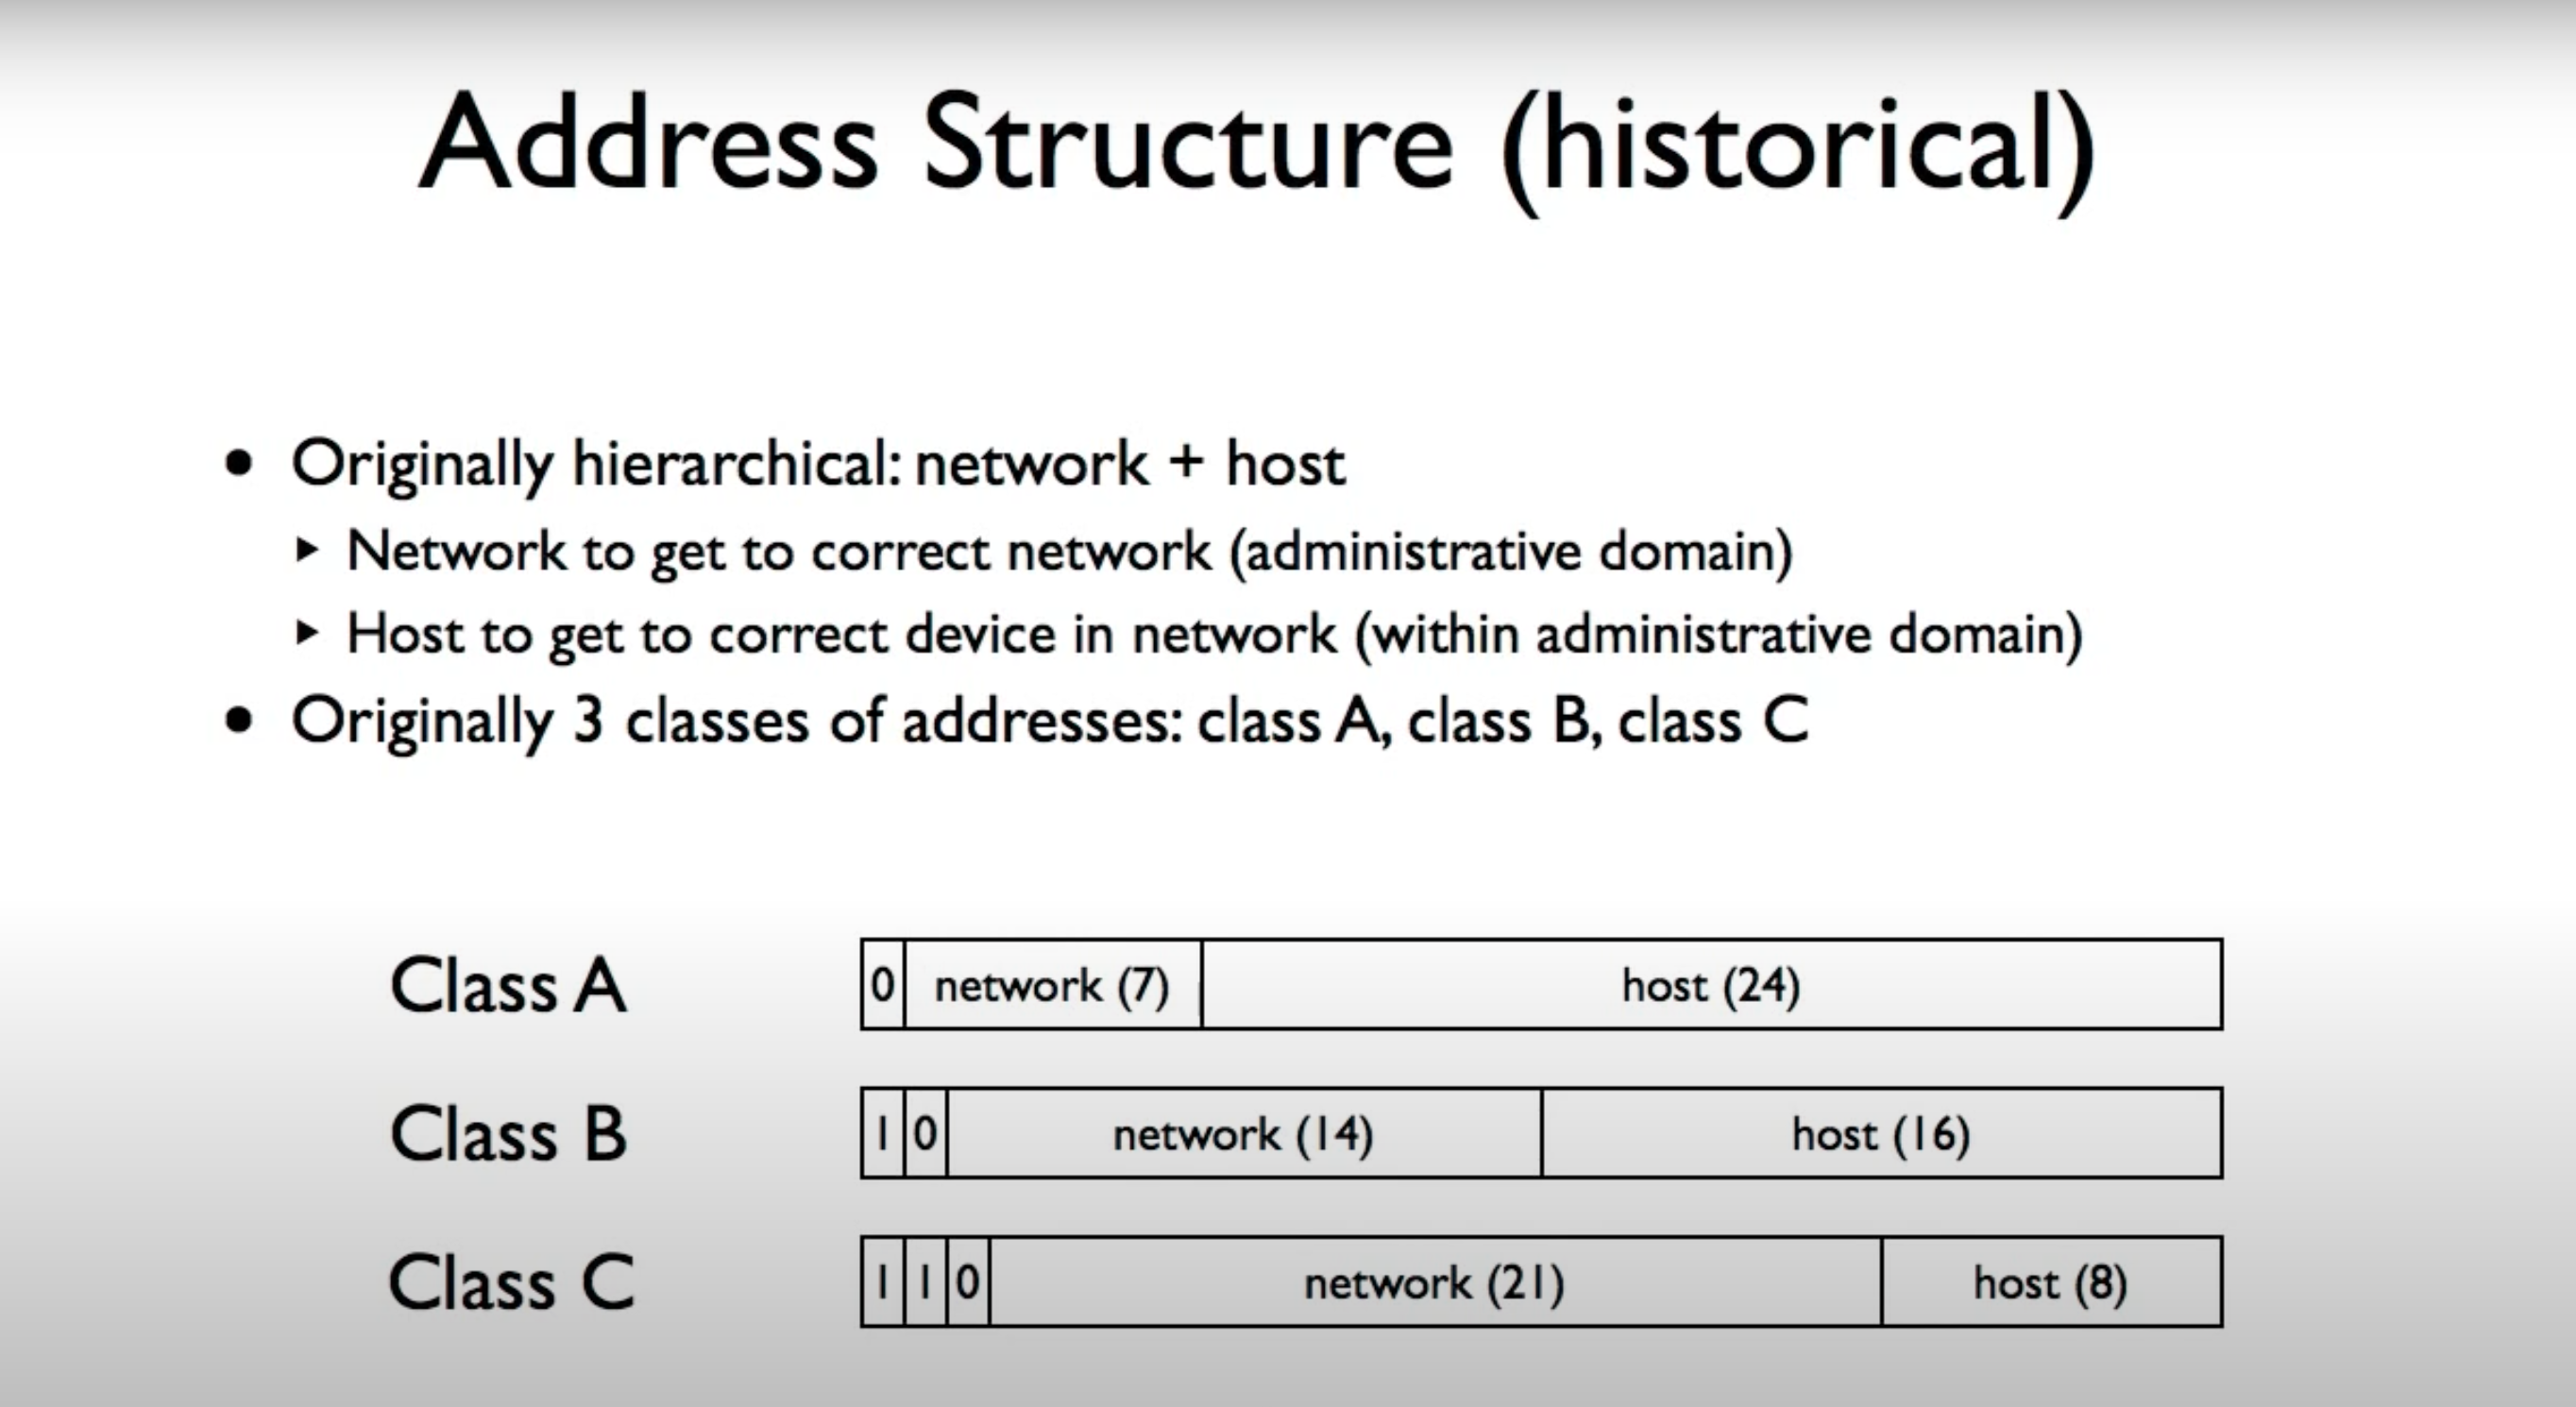 Address Structure (historical)
• Originally hierarchical: network + host
▸ Network to get to correct network (administrative domain)
▸ Host to get to correct device in network (within administrative domain)
• Originally 3 classes of addresses: class A, class B, class C
Class A 0 network (7) host (24)
Class B 1 0 network (14) host (16)
Class C 1 1 0 network (21) host (8)